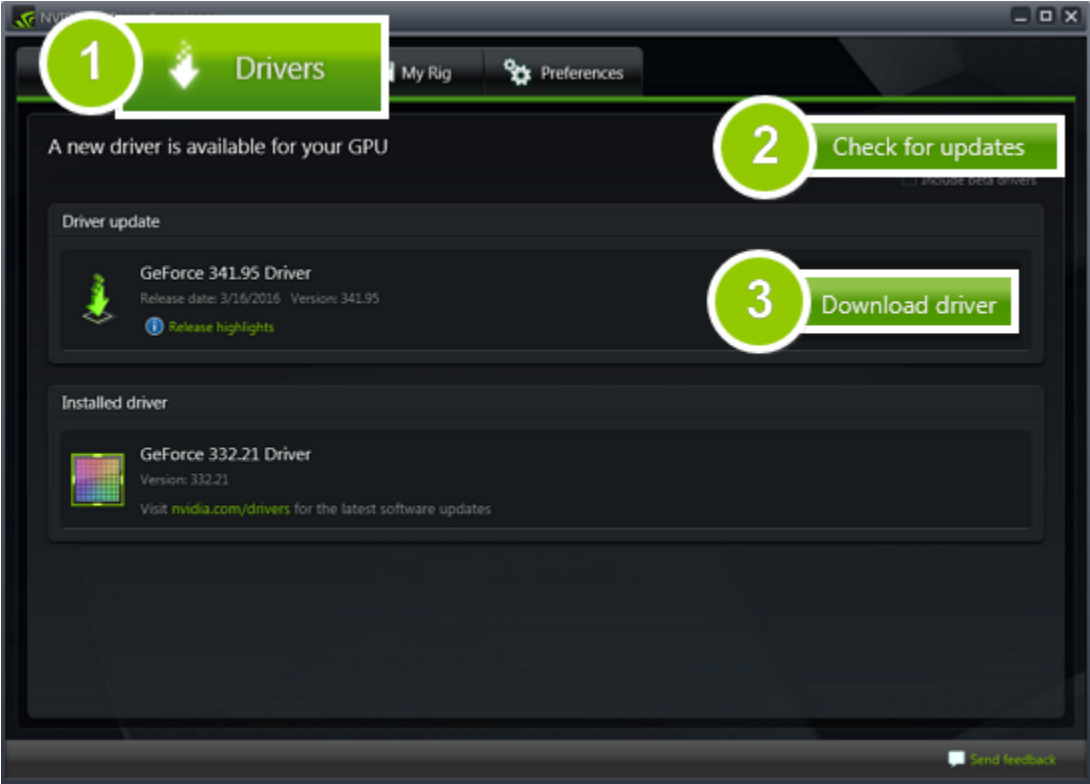 1
Drivers
My Rig
Preferences
A new driver is available for your GPU
2
Check for updates
Include beta drivers
Driver update
GeForce 341.95 Driver
Release date: 3/16/2016 Version: 341.95
Release highlights
3
Download driver
Installed driver
GeForce 332.21 Driver
Version: 332.21
Visit nvidia.com/drivers for the latest software updates
Send feedback